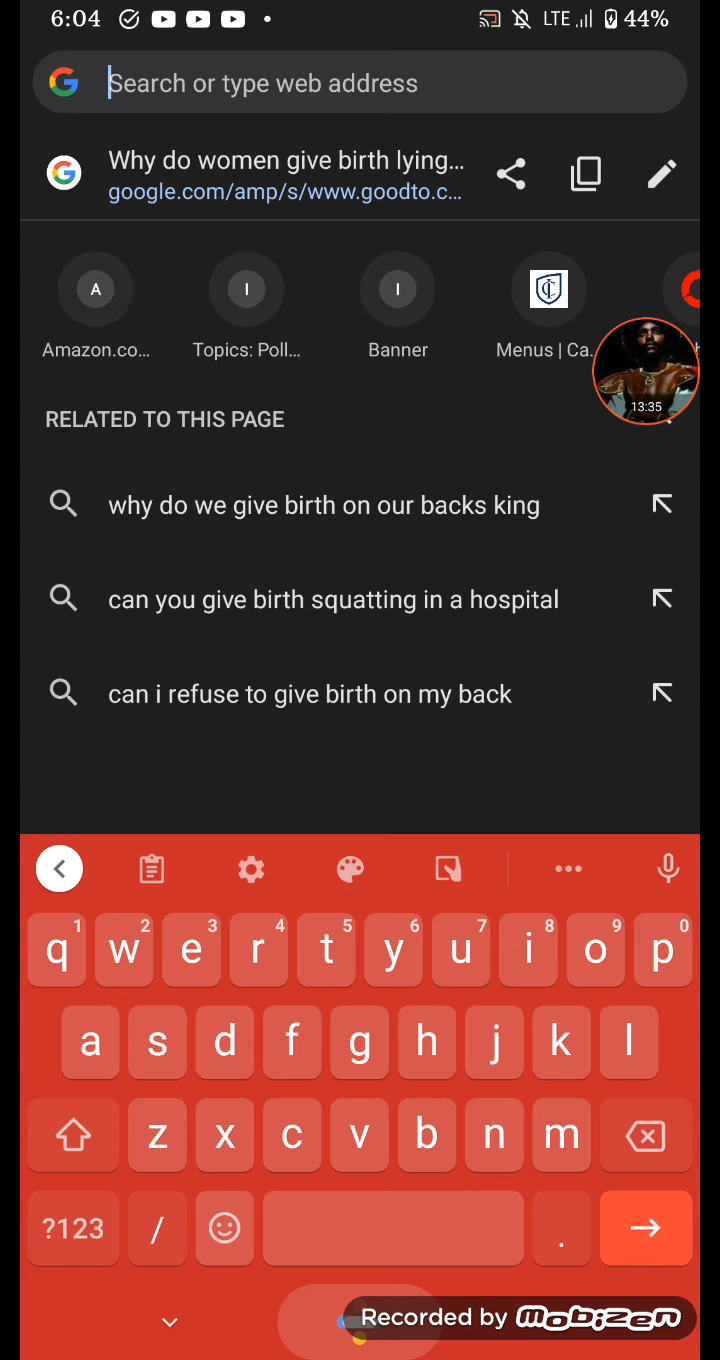 6:04 LTE 44%
Search or type web address
Why do women give birth lying...
google.com/amp/s/www.goodto.c...
A I I
Amazon.co... Topics: Poll... Banner Menus | Ca...
13:35
RELATED TO THIS PAGE
why do we give birth on our backs king
can you give birth squatting in a hospital
can i refuse to give birth on my back
1 2 3 4 5 6 7 8 9 0
q w e r t y u i o p
a s d f g h j k l
z x c v b n m
?123 / .
Recorded by mobizen